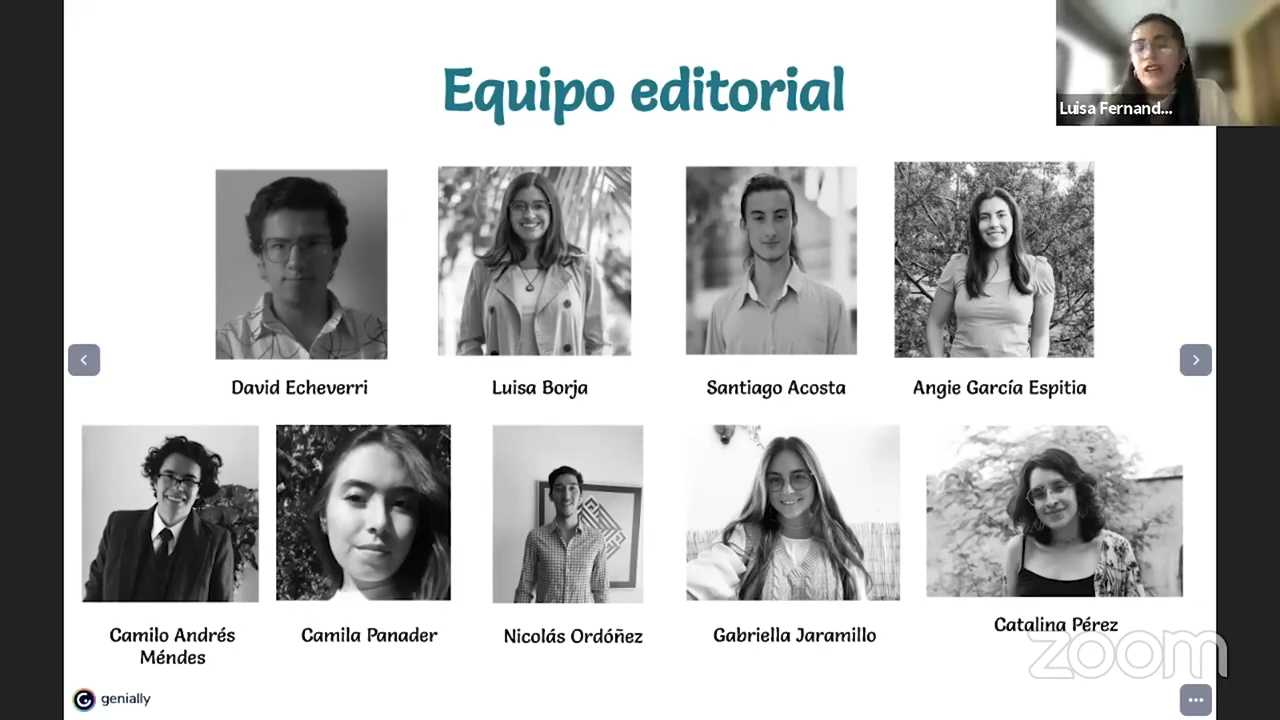 Equipo editorial
Luisa Fernand...
David Echeverri
Luisa Borja
Santiago Acosta
Angie García Espitia
Camilo Andrés
Méndes
Camila Panader
Nicolás Ordóñez
Gabriella Jaramillo
Catalina Pérez
zoom
genially